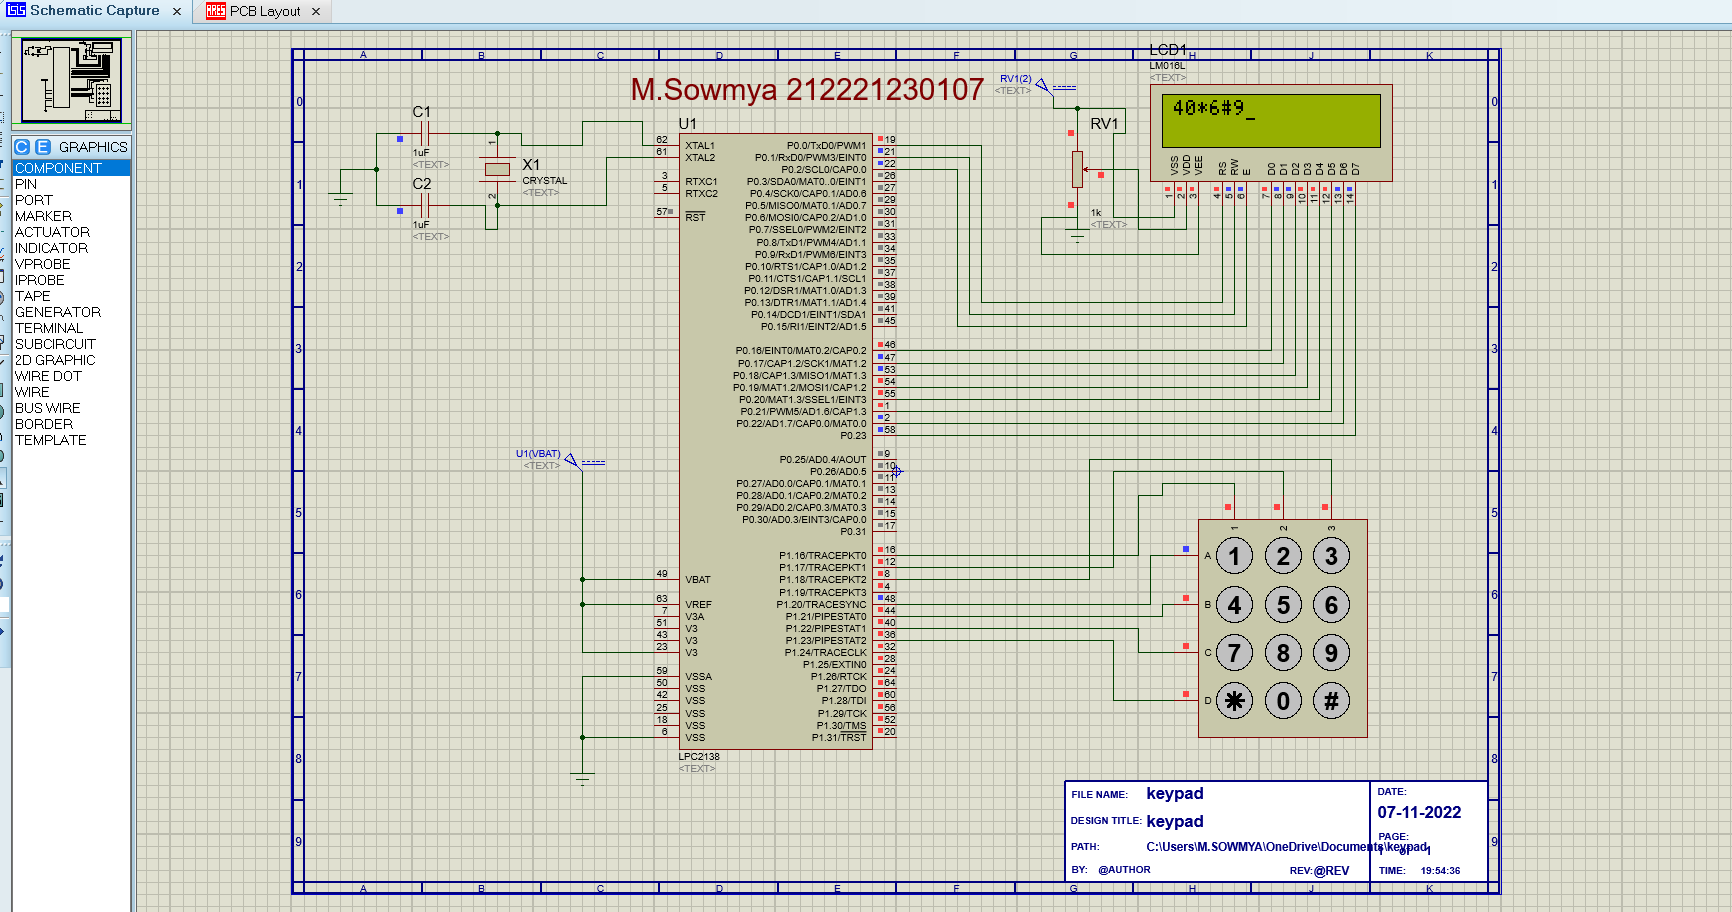 Schematic Capture ×
PCB Layout ×
C E GRAPHICS
COMPONENT
PIN
PORT
MARKER
ACTUATOR
INDICATOR
VPROBE
IPROBE
TAPE
GENERATOR
TERMINAL
SUBCIRCUIT
2D GRAPHIC
WIRE DOT
WIRE
BUS WIRE
BORDER
TEMPLATE
A B C D E F G H J K
0 1 2 3 4 5 6 7 8 9
M.Sowmya 212221230107
C1
1uF
<TEXT>
C2
1uF
<TEXT>
X1
CRYSTAL
<TEXT>
1
2
U1
62 XTAL1
61 XTAL2
3 RTXC1
5 RTXC2
57 RST
49 VBAT
63 VREF
7 V3A
51 V3
43 V3
23 V3
59 VSSA
50 VSS
42 VSS
25 VSS
18 VSS
6 VSS
U1(VBAT)
<TEXT>
P0.0/TxD0/PWM1 19
P0.1/RxD0/PWM3/EINT0 21
P0.2/SCL0/CAP0.0 22
P0.3/SDA0/MAT0..0/EINT1 26
P0.4/SCK0/CAP0.1/AD0.6 27
P0.5/MISO0/MAT0.1/AD0.7 29
P0.6/MOSI0/CAP0.2/AD1.0 30
P0.7/SSEL0/PWM2/EINT2 31
P0.8/TxD1/PWM4/AD1.1 33
P0.9/RxD1/PWM6/EINT3 34
P0.10/RTS1/CAP1.0/AD1.2 35
P0.11/CTS1/CAP1.1/SCL1 37
P0.12/DSR1/MAT1.0/AD1.3 38
P0.13/DTR1/MAT1.1/AD1.4 39
P0.14/DCD1/EINT1/SDA1 41
P0.15/RI1/EINT2/AD1.5 45
P0.16/EINT0/MAT0.2/CAP0.2 46
P0.17/CAP1.2/SCK1/MAT1.2 47
P0.18/CAP1.3/MISO1/MAT1.3 53
P0.19/MAT1.2/MOSI1/CAP1.2 54
P0.20/MAT1.3/SSEL1/EINT3 55
P0.21/PWM5/AD1.6/CAP1.3 1
P0.22/AD1.7/CAP0.0/MAT0.0 2
P0.23 58
P0.25/AD0.4/AOUT 9
P0.26/AD0.5 10
P0.27/AD0.0/CAP0.1/MAT0.1 11
P0.28/AD0.1/CAP0.2/MAT0.2 13
P0.29/AD0.2/CAP0.3/MAT0.3 14
P0.30/AD0.3/EINT3/CAP0.0 15
P0.31 17
P1.16/TRACEPKT0 16
P1.17/TRACEPKT1 12
P1.18/TRACEPKT2 8
P1.19/TRACEPKT3 4
P1.20/TRACESYNC 48
P1.21/PIPESTAT0 44
P1.22/PIPESTAT1 40
P1.23/PIPESTAT2 36
P1.24/TRACECLK 32
P1.25/EXTIN0 28
P1.26/RTCK 24
P1.27/TDO 64
P1.28/TDI 60
P1.29/TCK 56
P1.30/TMS 52
P1.31/TRST 20
LPC2138
<TEXT>
RV1(2)
<TEXT>
RV1
1k
<TEXT>
LCD1
LM016L
<TEXT>
40*6#9_
VSS VDD VEE RS RW E D0 D1 D2 D3 D4 D5 D6 D7
1 2 3 4 5 6 7 8 9 10 11 12 13 14
1 2 3
A 1 2 3
B 4 5 6
C 7 8 9
D * 0 #
FILE NAME: keypad
DESIGN TITLE: keypad
PATH: C:\Users\M.SOWMYA\OneDrive\Documents\keypad
BY: @AUTHOR REV:@REV
DATE:
07-11-2022
PAGE:
1 of 1
TIME: 19:54:36
A B C D E F G H J K